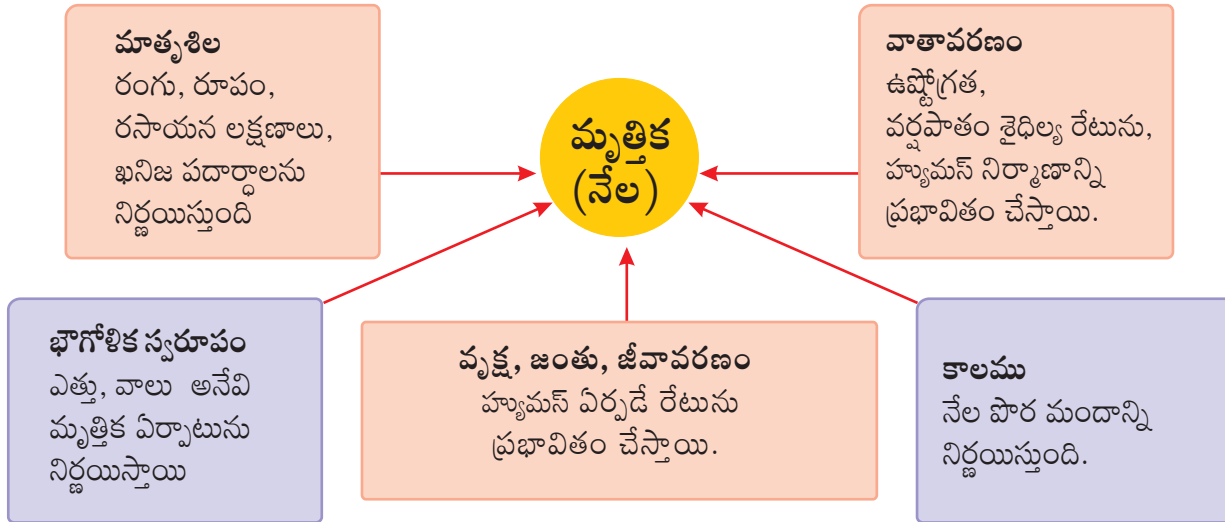 మాతృశిల
రంగు, రూపం,
రసాయన లక్షణాలు,
ఖనిజ పదార్థాలను
నిర్ణయిస్తుంది
మృత్తిక
(నేల)
వాతావరణం
ఉష్ణోగ్రత,
వర్షపాతం శైధిల్య రేటును,
హ్యుమస్ నిర్మాణాన్ని
ప్రభావితం చేస్తాయి.
భౌగోళిక స్వరూపం
ఎత్తు, వాలు అనేవి
మృత్తిక ఏర్పాటును
నిర్ణయిస్తాయి
వృక్ష, జంతు, జీవావరణం
హ్యుమస్ ఏర్పడే రేటును
ప్రభావితం చేస్తాయి.
కాలము
నేల పొర మందాన్ని
నిర్ణయిస్తుంది.